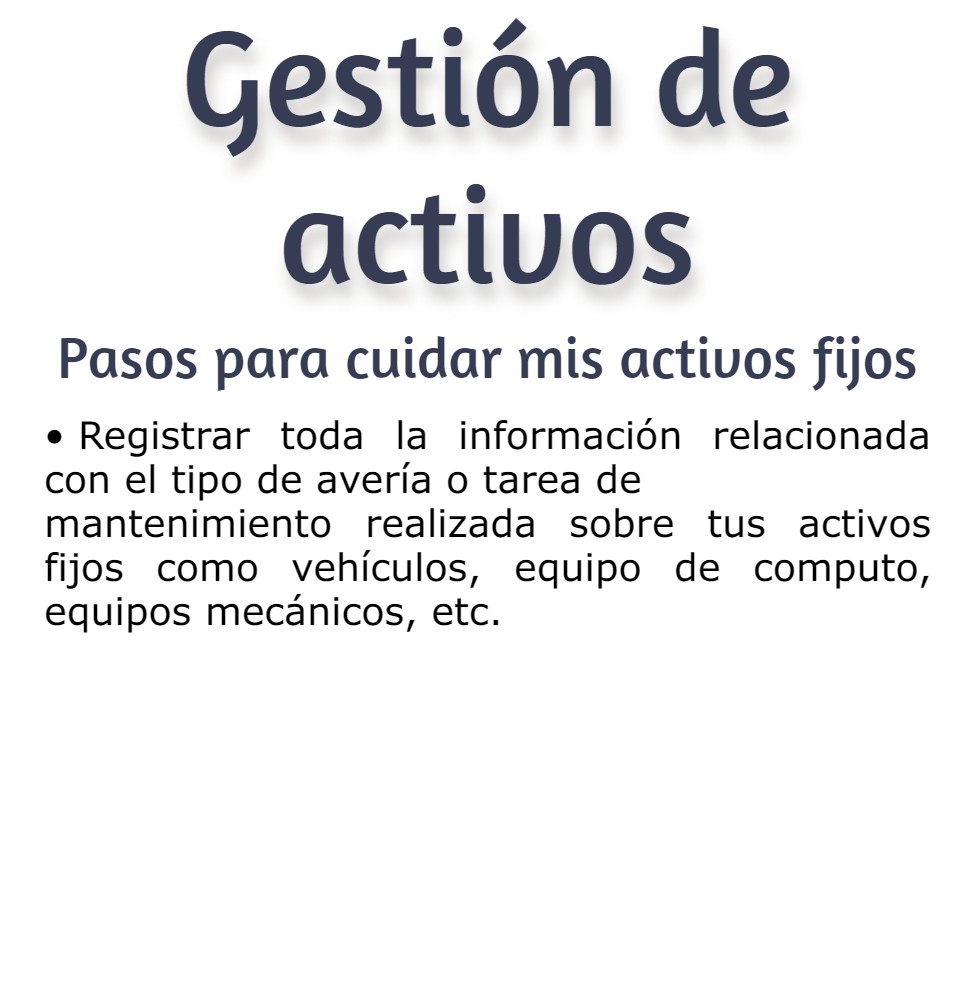 Gestión de
activos
Pasos para cuidar mis activos fijos
• Registrar toda la información relacionada
con el tipo de avería o tarea de
mantenimiento realizada sobre tus activos
fijos como vehículos, equipo de computo,
equipos mecánicos, etc.